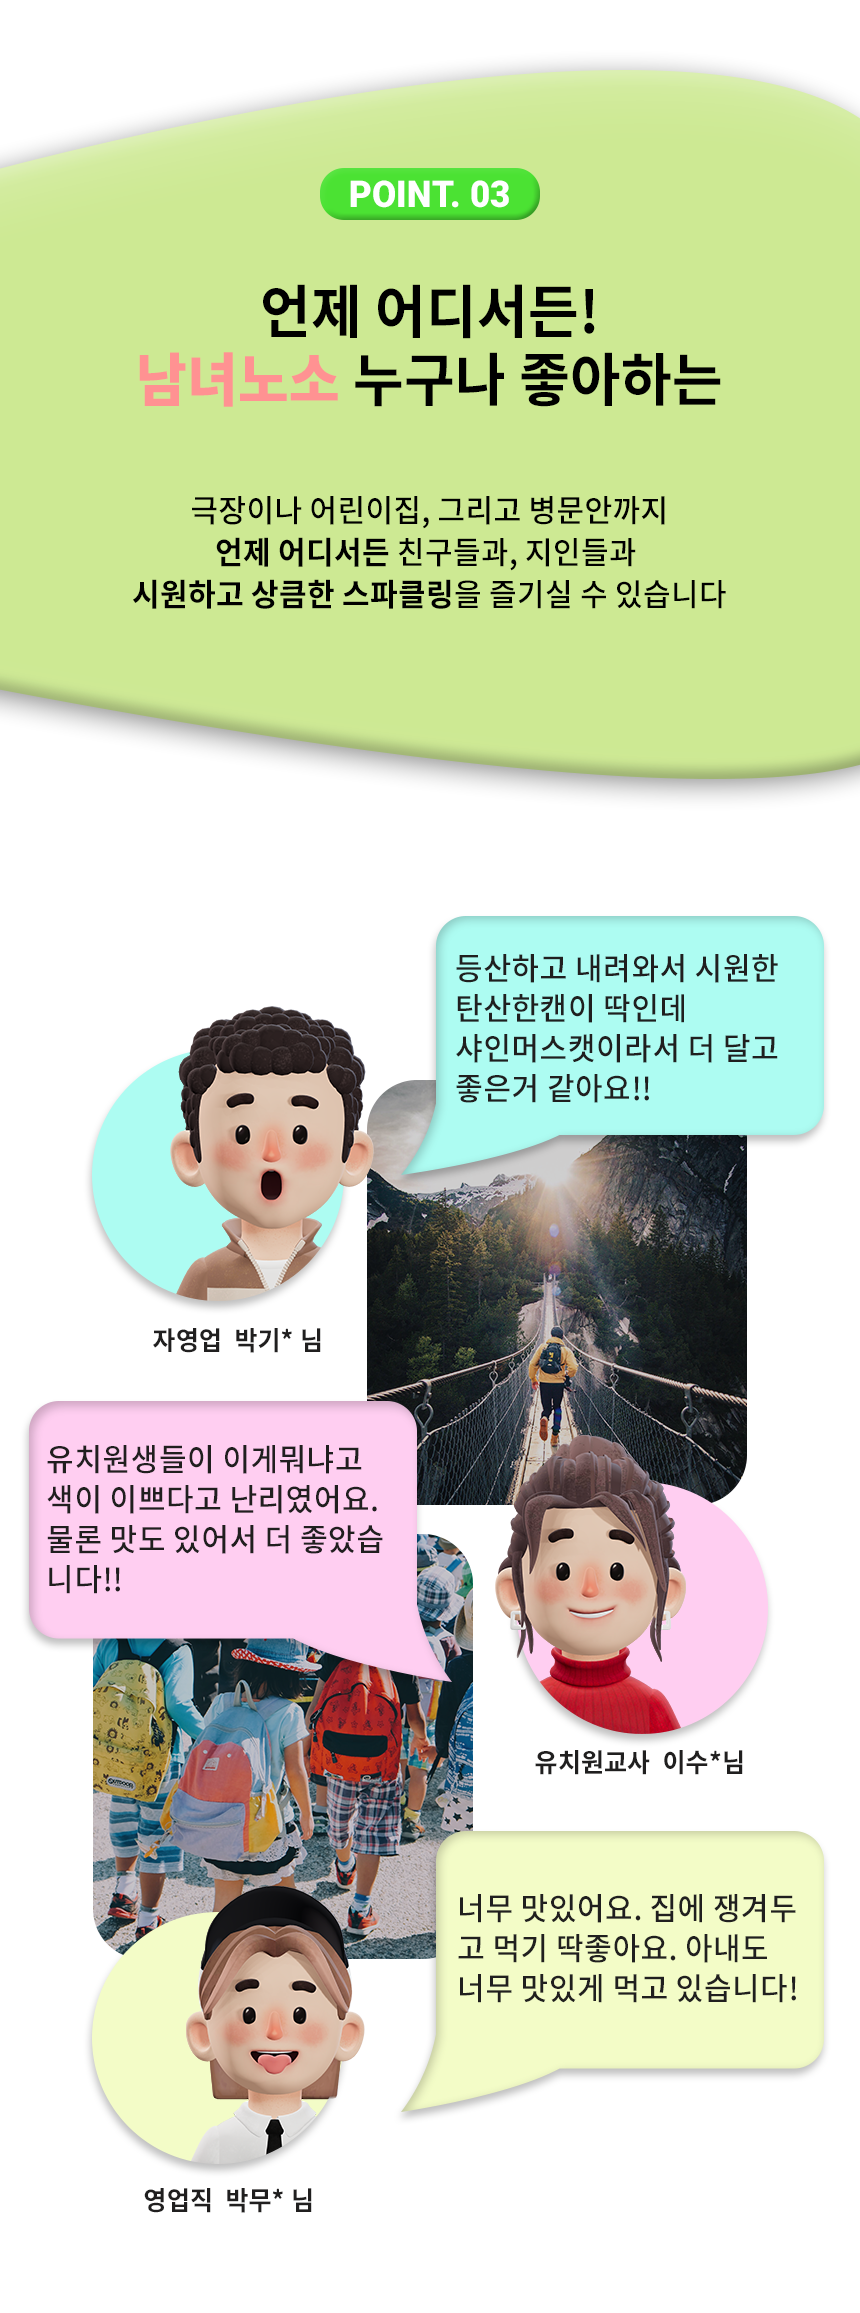 POINT. 03
언제 어디서든!
남녀노소 누구나 좋아하는
극장이나 어린이집, 그리고 병문안까지
언제 어디서든 친구들과, 지인들과
시원하고 상큼한 스파클링을 즐기실 수 있습니다
등산하고 내려와서 시원한
탄산한캔이 딱인데
샤인머스캣이라서 더 달고
좋은거 같아요!!
자영업 박기* 님
유치원생들이 이게뭐냐고
색이 이쁘다고 난리였어요.
물론 맛도 있어서 더 좋았습
니다!!
OUTDOOR
유치원교사 이수*님
너무 맛있어요. 집에 쟁겨두
고 먹기 딱좋아요. 아내도
너무 맛있게 먹고 있습니다!
영업직 박무* 님